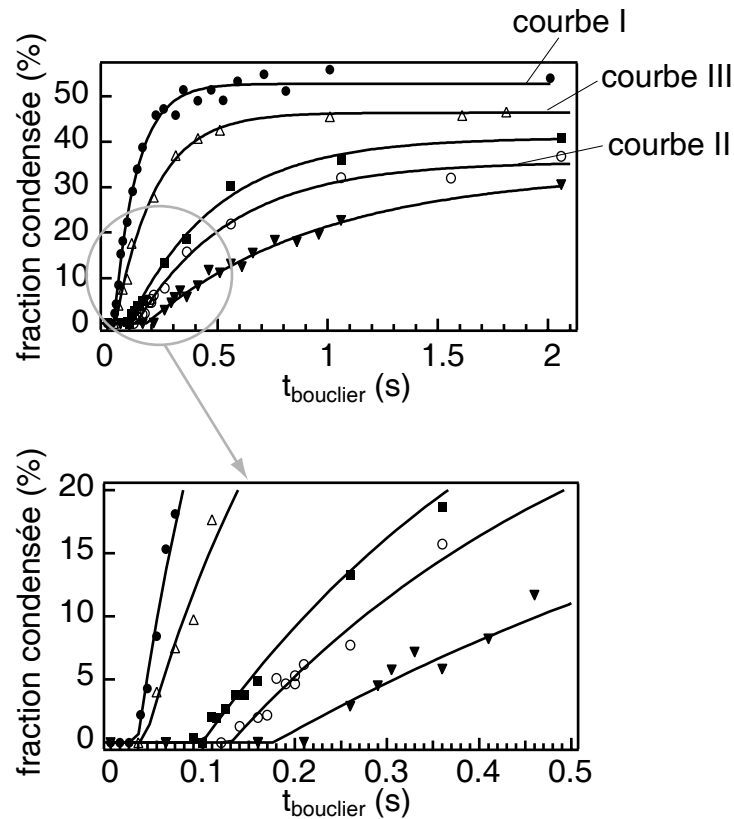 courbe I
courbe III
courbe II
fraction condensée (%)
50
40
30
20
10
0
0 0.5 1 1.5 2
t_bouclier (s)
fraction condensée (%)
20
15
10
5
0
0 0.1 0.2 0.3 0.4 0.5
t_bouclier (s)